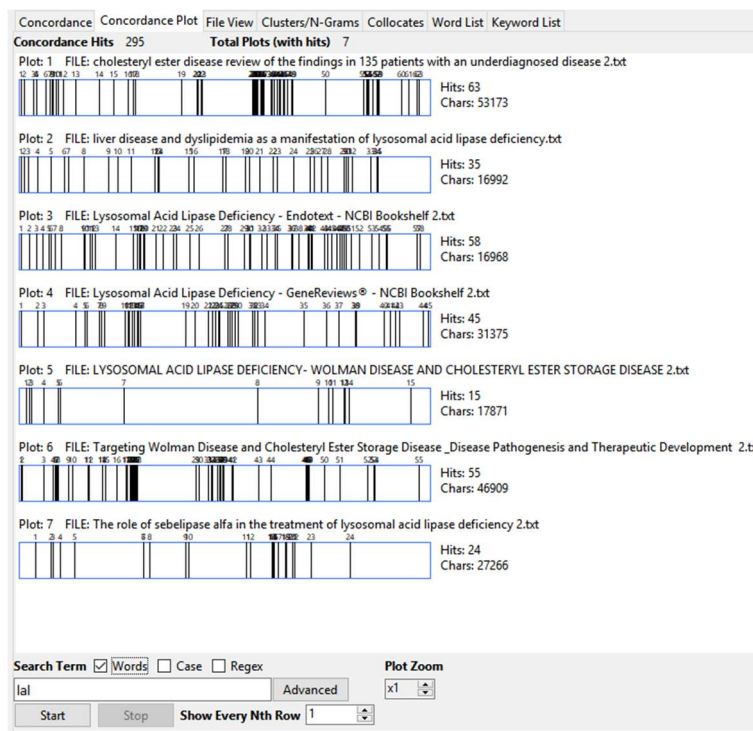 Concordance Concordance Plot File View Clusters/N-Grams Collocates Word List Keyword List
Concordance Hits 295 Total Plots (with hits) 7
Plot: 1 FILE: cholesteryl ester disease review of the findings in 135 patients with an underdiagnosed disease 2.txt
Hits: 63
Chars: 53173
Plot: 2 FILE: liver disease and dyslipidemia as a manifestation of lysosomal acid lipase deficiency.txt
Hits: 35
Chars: 16992
Plot: 3 FILE: Lysosomal Acid Lipase Deficiency - Endotext - NCBI Bookshelf 2.txt
Hits: 58
Chars: 16968
Plot: 4 FILE: Lysosomal Acid Lipase Deficiency - GeneReviews® - NCBI Bookshelf 2.txt
Hits: 45
Chars: 31375
Plot: 5 FILE: LYSOSOMAL ACID LIPASE DEFICIENCY- WOLMAN DISEASE AND CHOLESTERYL ESTER STORAGE DISEASE 2.txt
Hits: 15
Chars: 17871
Plot: 6 FILE: Targeting Wolman Disease and Cholesteryl Ester Storage Disease _Disease Pathogenesis and Therapeutic Development 2.t
Hits: 55
Chars: 46909
Plot: 7 FILE: The role of sebelipase alfa in the treatment of lysosomal acid lipase deficiency 2.txt
Hits: 24
Chars: 27266
Search Term Words Case Regex Plot Zoom
lal Advanced x1
Start Stop Show Every Nth Row 1